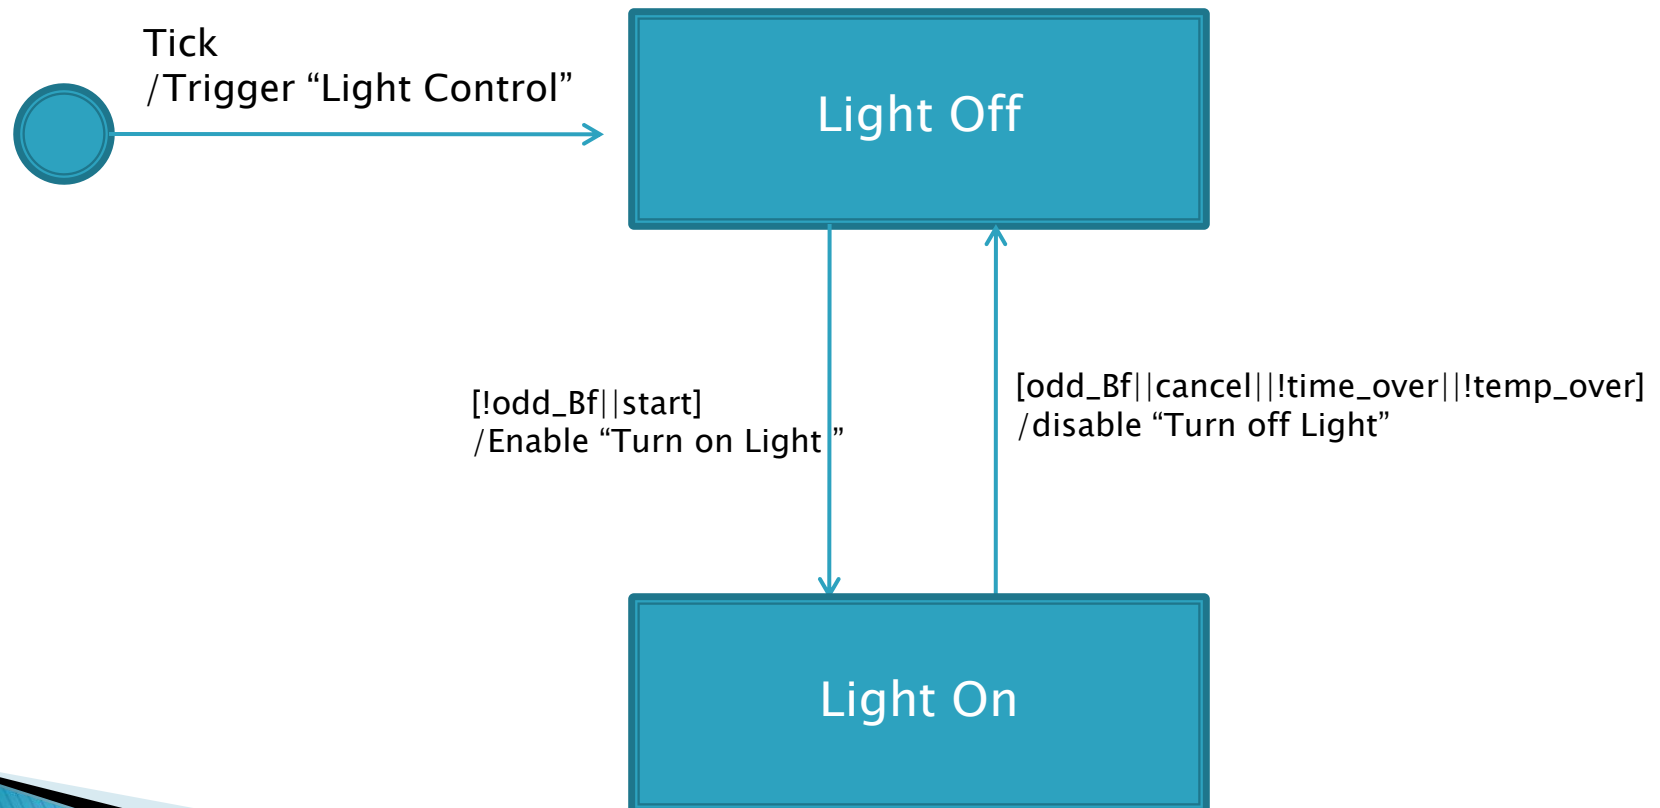 Tick
/Trigger “Light Control”
Light Off
[!odd_Bf||start]
/Enable “Turn on Light ”
[odd_Bf||cancel||!time_over||!temp_over]
/disable “Turn off Light”
Light On